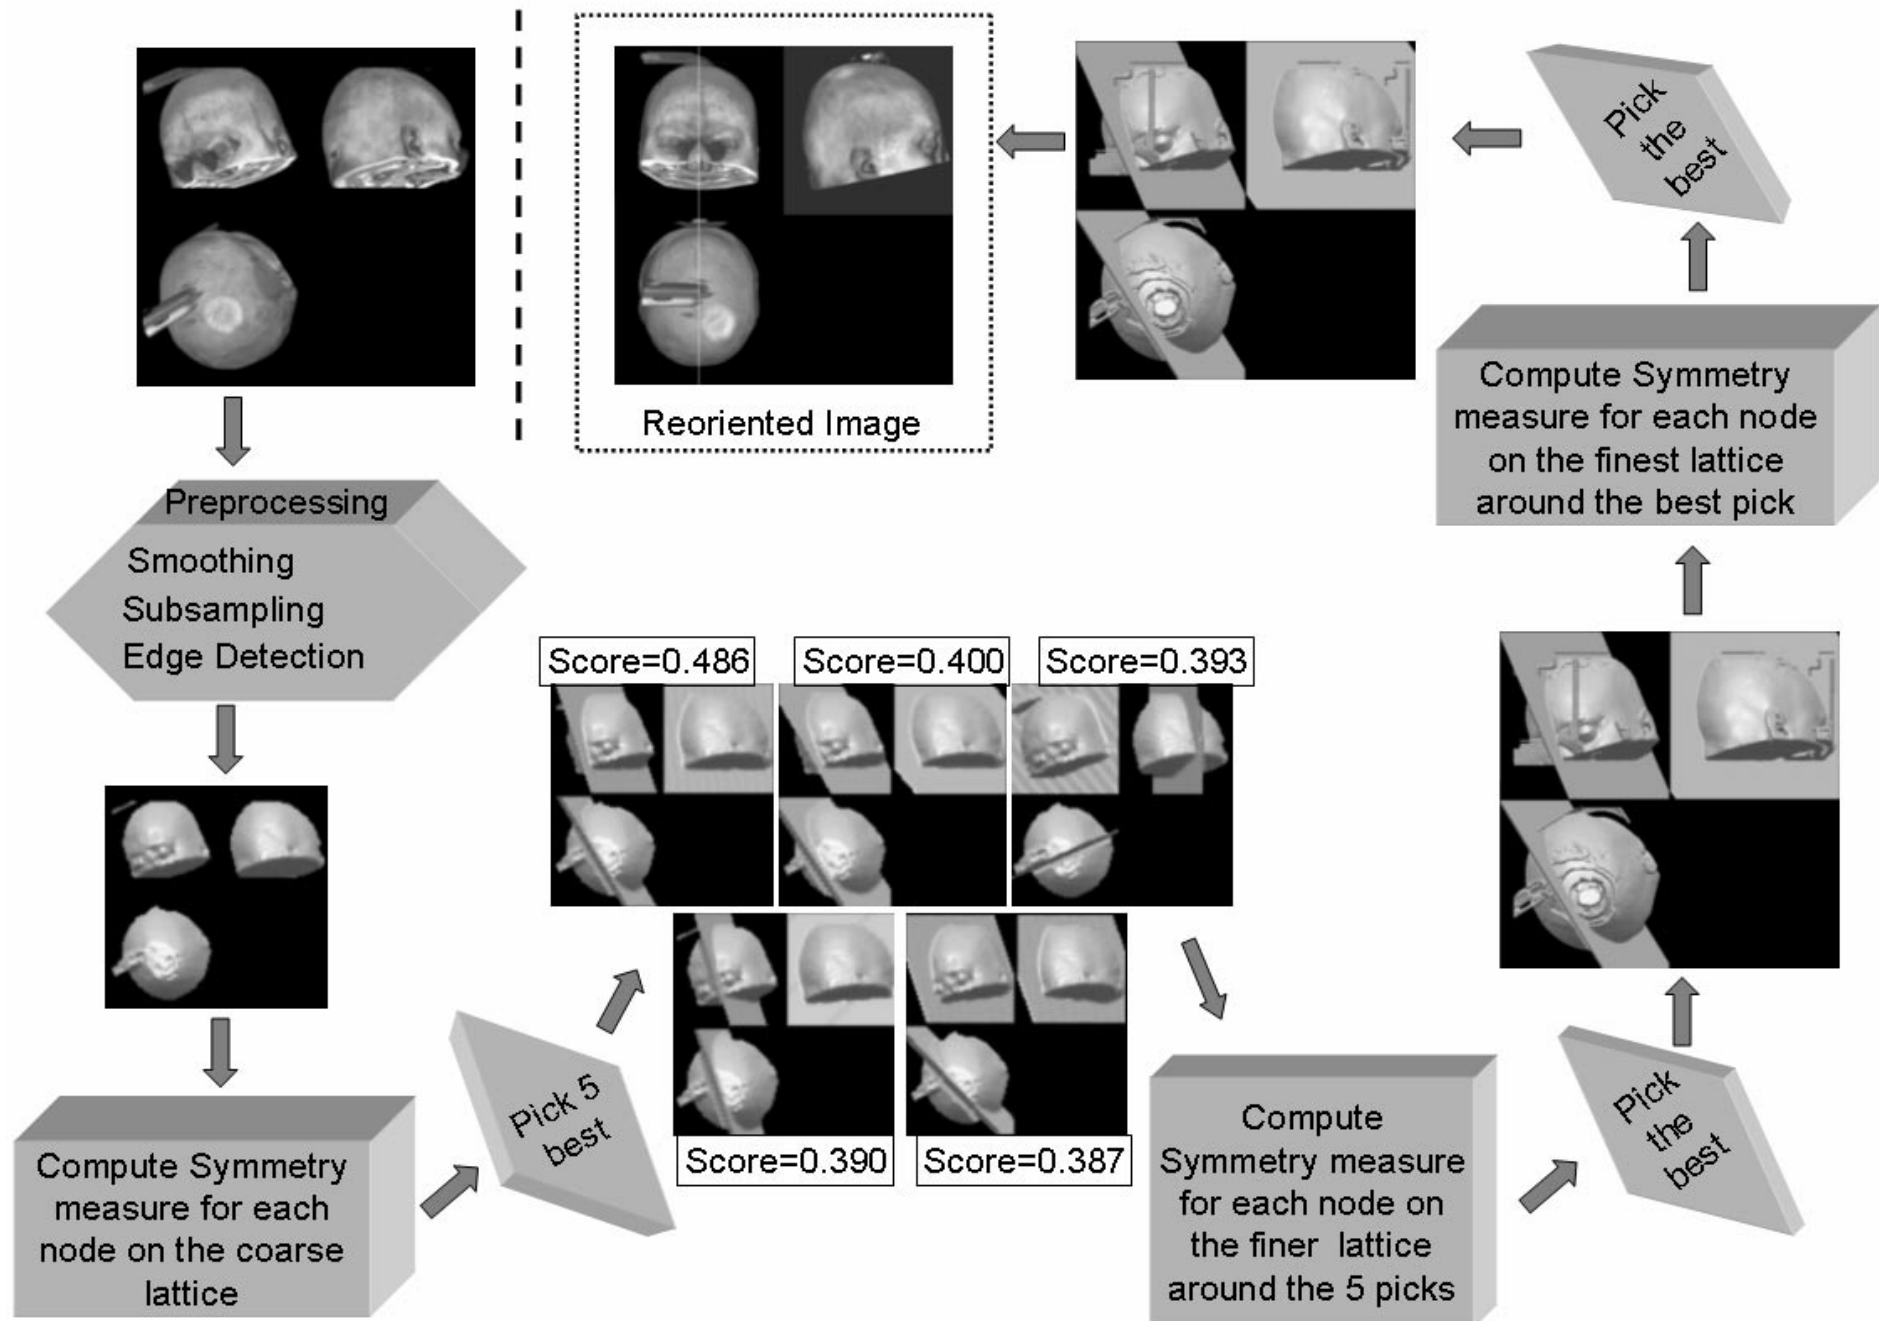 Reoriented Image
Preprocessing
Smoothing
Subsampling
Edge Detection
Compute Symmetry
measure for each
node on the coarse
lattice
Pick 5
best
Score=0.486
Score=0.400
Score=0.393
Score=0.390
Score=0.387
Compute
Symmetry measure
for each node on
the finer lattice
around the 5 picks
Pick
the
best
Compute Symmetry
measure for each node
on the finest lattice
around the best pick
Pick
the
best